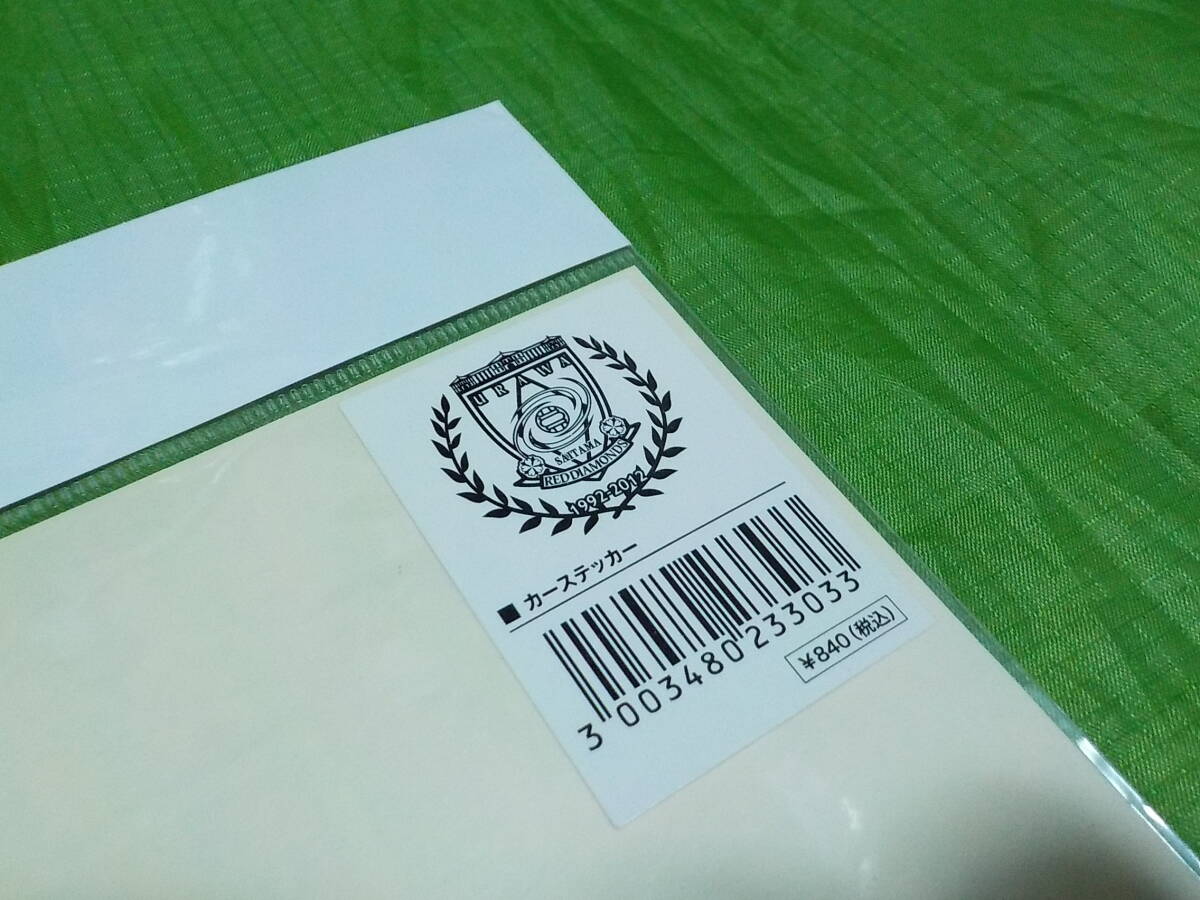 URAWA
SAITAMA
RED DIAMONDS
1992-2012
■ カーステッカー
3 003480 233033
¥840(税込)